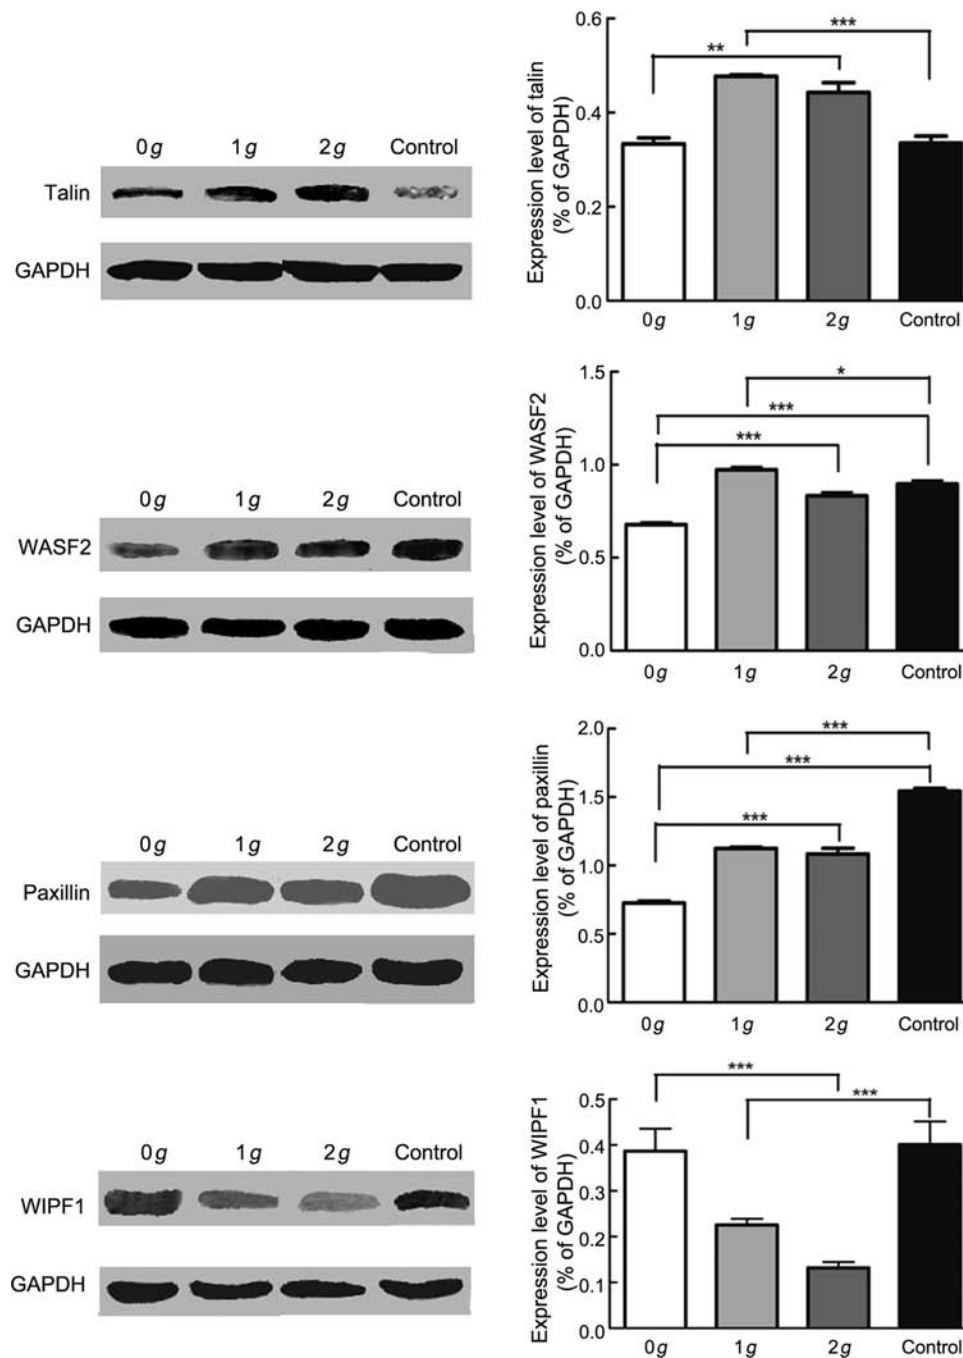 0g 1g 2g Control
Talin
GAPDH
Expression level of talin
(% of GAPDH)
0.6
0.4
0.2
0.0
**
***
0g 1g 2g Control
0g 1g 2g Control
WASF2
GAPDH
Expression level of WASF2
(% of GAPDH)
1.5
1.0
0.5
0.0
*
***
***
0g 1g 2g Control
0g 1g 2g Control
Paxillin
GAPDH
Expression level of paxillin
(% of GAPDH)
2.0
1.5
1.0
0.5
0.0
***
***
***
0g 1g 2g Control
0g 1g 2g Control
WIPF1
GAPDH
Expression level of WIPF1
(% of GAPDH)
0.5
0.4
0.3
0.2
0.1
0.0
***
***
0g 1g 2g Control